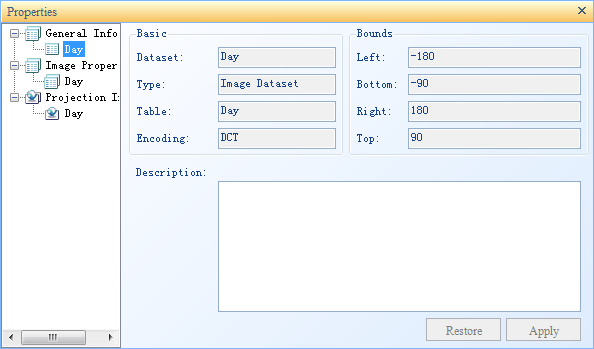 Properties
General Info
Day
Image Proper
Day
Projection I
Day
Basic
Dataset: Day
Type: Image Dataset
Table: Day
Encoding: DCT
Bounds
Left: -180
Bottom: -90
Right: 180
Top: 90
Description:
Restore Apply